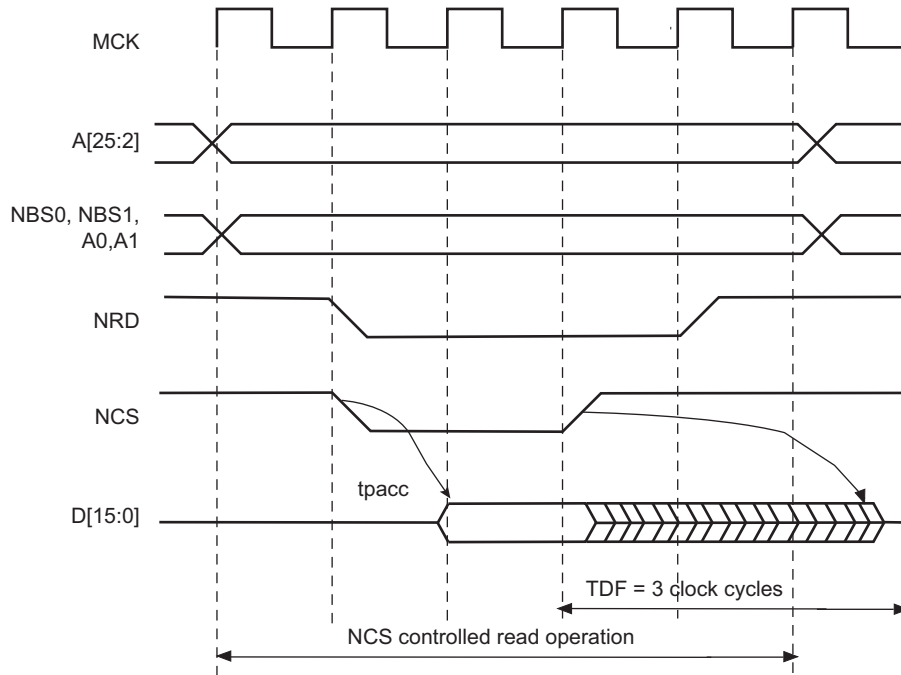 MCK
A[25:2]
NBS0, NBS1,
A0,A1
NRD
NCS
tpacc
D[15:0]
TDF = 3 clock cycles
NCS controlled read operation